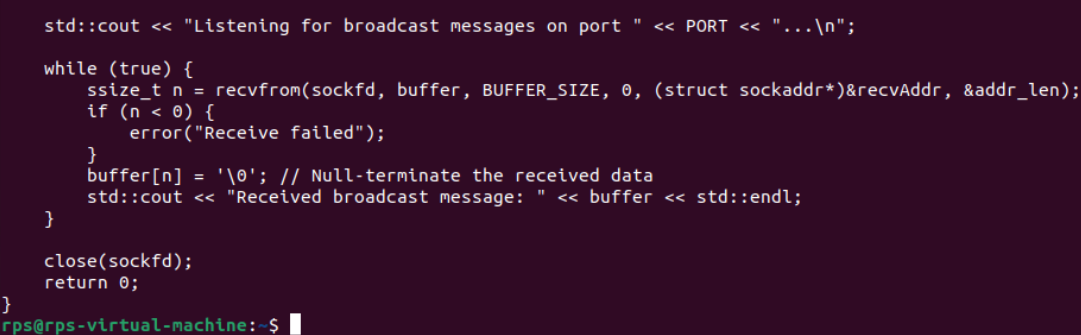 std::cout << "Listening for broadcast messages on port " << PORT << "...\n";

    while (true) {
        ssize_t n = recvfrom(sockfd, buffer, BUFFER_SIZE, 0, (struct sockaddr*)&recvAddr, &addr_len);
        if (n < 0) {
            error("Receive failed");
        }
        buffer[n] = '\0'; // Null-terminate the received data
        std::cout << "Received broadcast message: " << buffer << std::endl;
    }

    close(sockfd);
    return 0;
}
rps@rps-virtual-machine:~$